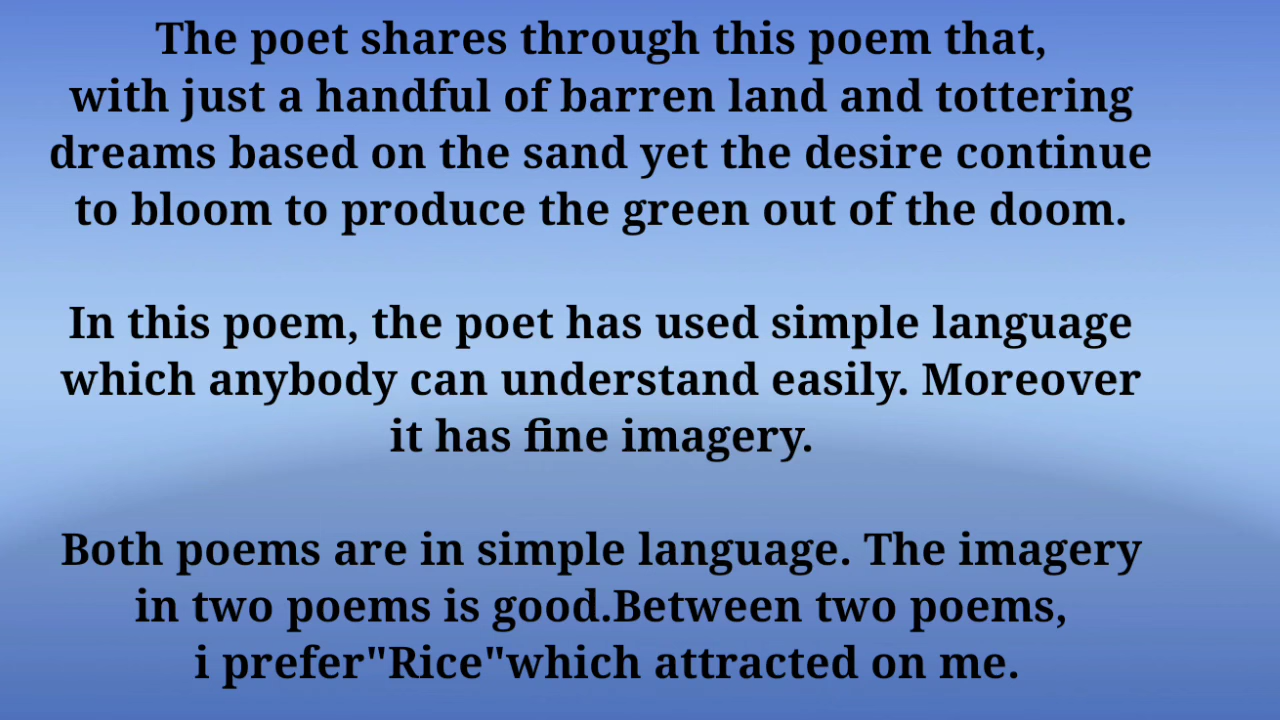 The poet shares through this poem that,
with just a handful of barren land and tottering
dreams based on the sand yet the desire continue
to bloom to produce the green out of the doom.
In this poem, the poet has used simple language
which anybody can understand easily. Moreover
it has fine imagery.
Both poems are in simple language. The imagery
in two poems is good.Between two poems,
i prefer"Rice"which attracted on me.